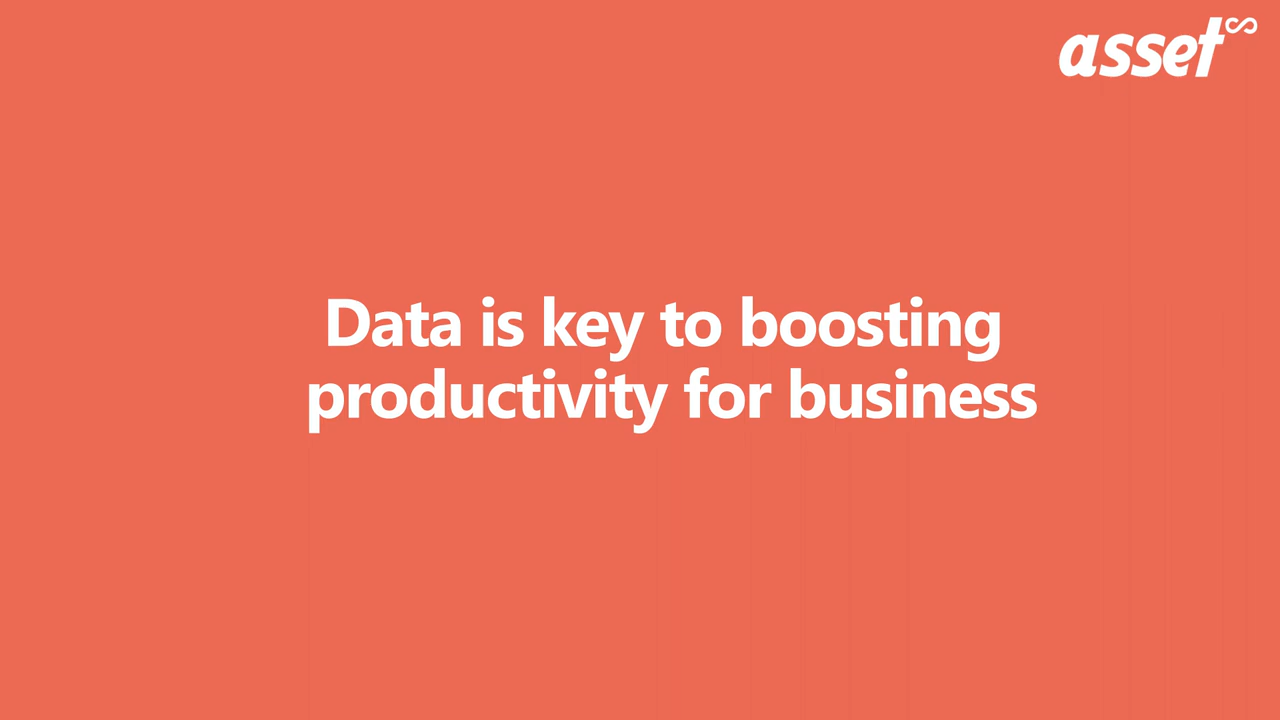 asset∞
Data is key to boosting
productivity for business